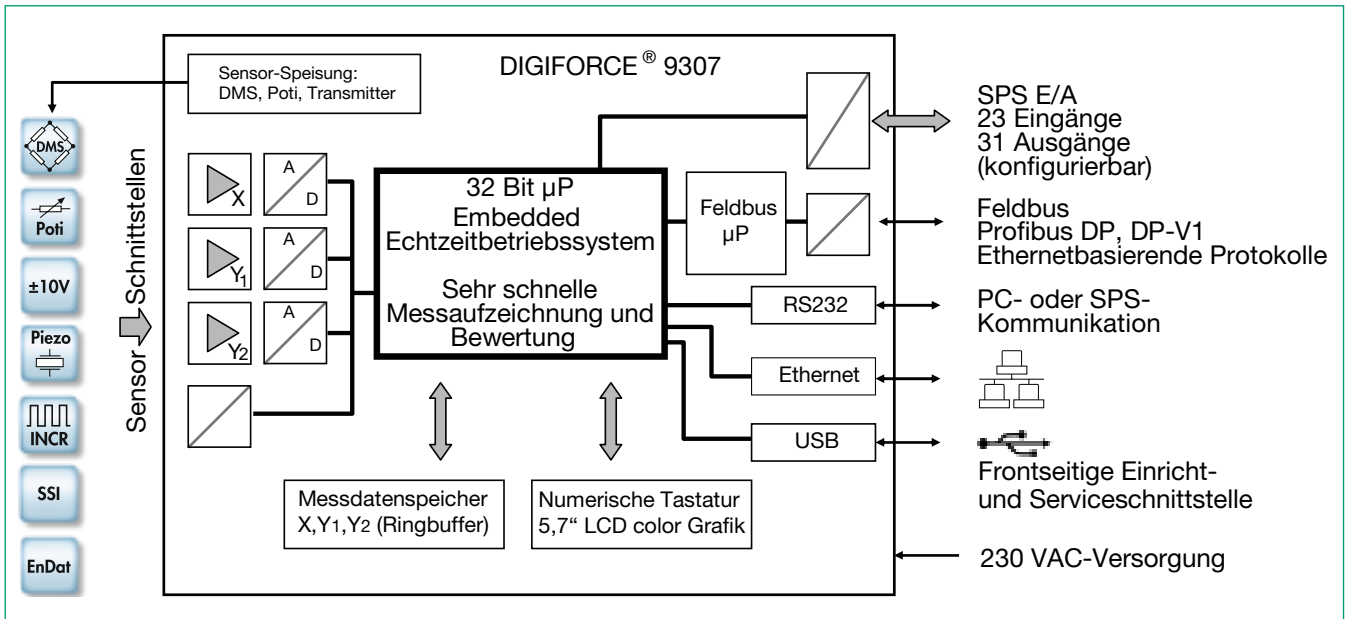 DIGIFORCE® 9307
Sensor-Speisung:
DMS, Poti, Transmitter
DMS
Poti
±10V
Piezo
INCR
SSI
EnDat
Sensor Schnittstellen
X
A
D
Y1
A
D
Y2
A
D
32 Bit µP
Embedded
Echtzeitbetriebssystem
Sehr schnelle
Messaufzeichnung und
Bewertung
Messdatenspeicher
X,Y1,Y2 (Ringbuffer)
Numerische Tastatur
5,7“ LCD color Grafik
Feldbus
µP
RS232
Ethernet
USB
SPS E/A
23 Eingänge
31 Ausgänge
(konfigurierbar)
Feldbus
Profibus DP, DP-V1
Ethernetbasierende Protokolle
PC- oder SPS-
Kommunikation
Frontseitige Einricht-
und Serviceschnittstelle
230 VAC-Versorgung